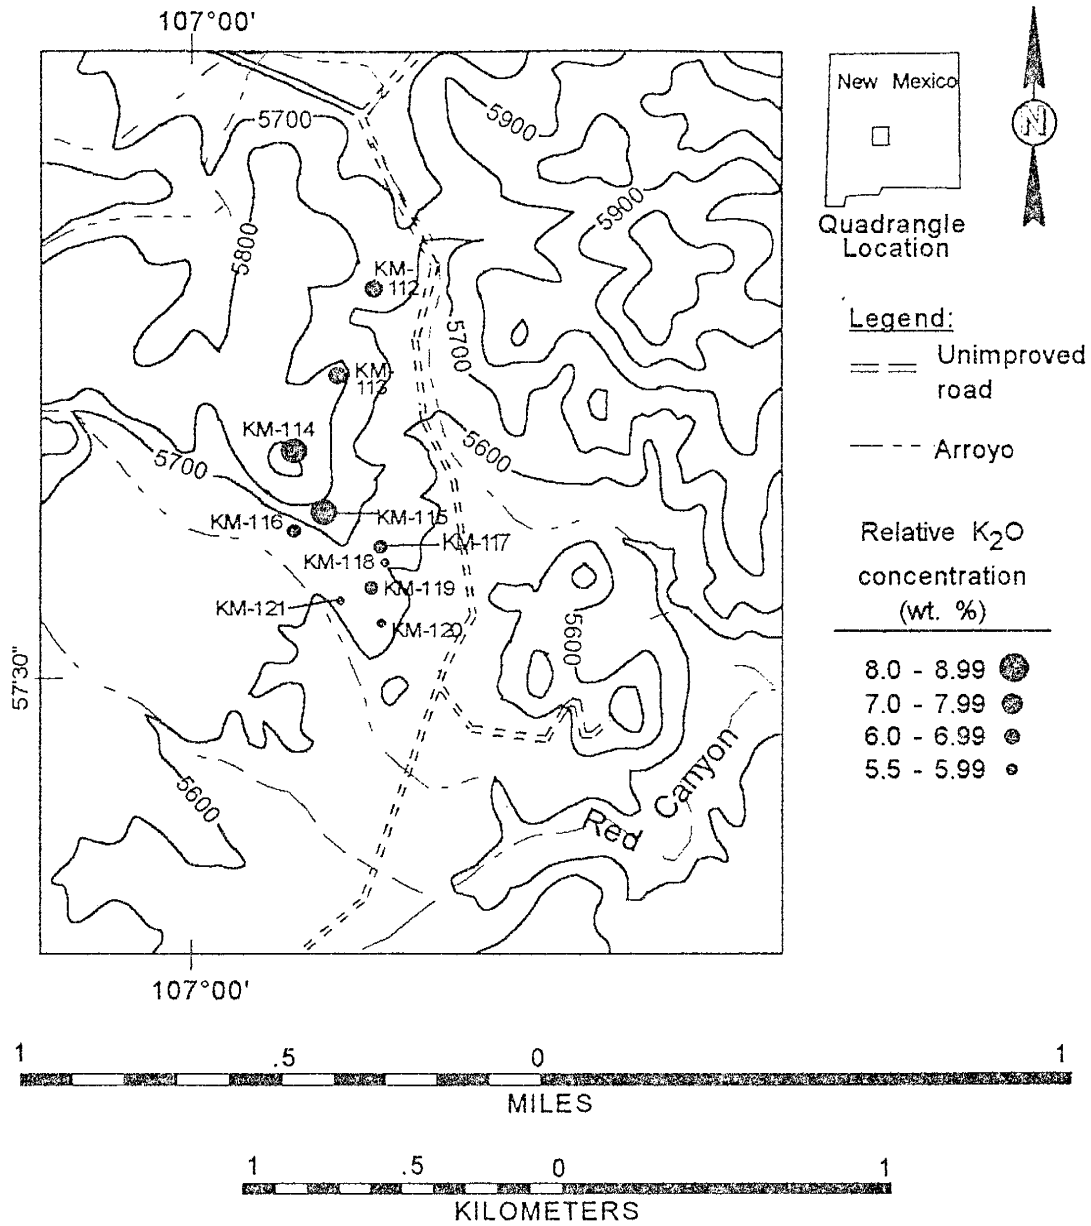 107°00'
5700
5900
5900
5800
KM-
112
5700
KM-
113
KM-114
5700
5600
KM-116
KM-115
KM-117
KM-118
KM-119
KM-121
KM-120
5600
57'30"
5600
Red Canyon
107°00'
New Mexico
N
Quadrangle
Location
Legend:
Unimproved
road
Arroyo
Relative K₂O
concentration
(wt. %)
8.0 - 8.99
7.0 - 7.99
6.0 - 6.99
5.5 - 5.99
1 .5 0 1
MILES
1 .5 0 1
KILOMETERS